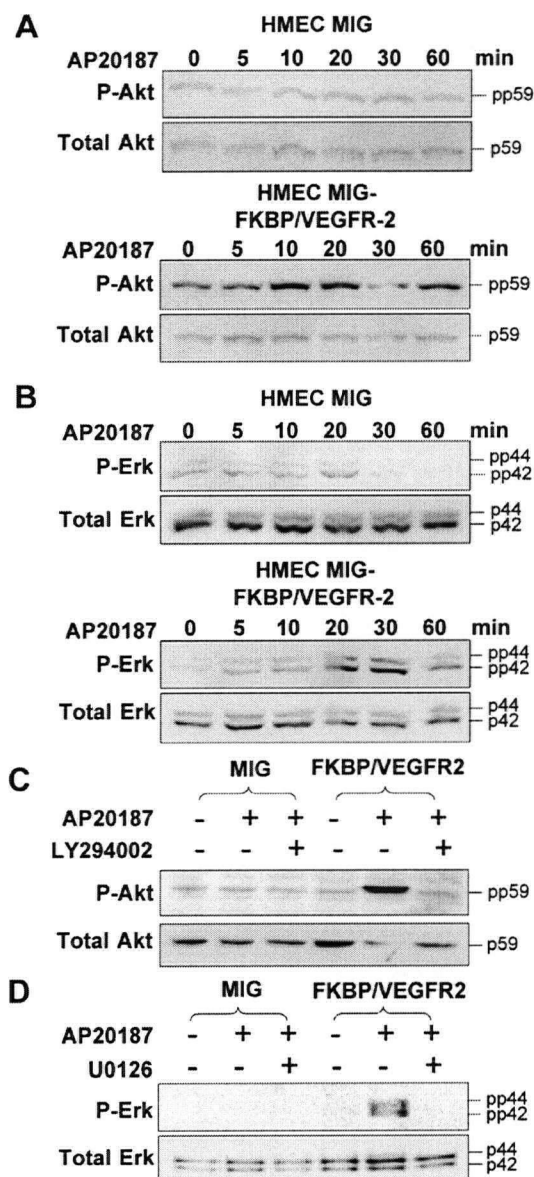 A
HMEC MIG
AP20187 0 5 10 20 30 60 min
P-Akt pp59
Total Akt p59
HMEC MIG-
FKBP/VEGFR-2
AP20187 0 5 10 20 30 60 min
P-Akt pp59
Total Akt p59
B
HMEC MIG
AP20187 0 5 10 20 30 60 min
P-Erk pp44
pp42
Total Erk p44
p42
HMEC MIG-
FKBP/VEGFR-2
AP20187 0 5 10 20 30 60 min
P-Erk pp44
pp42
Total Erk p44
p42
C
MIG FKBP/VEGFR2
AP20187 - + + - + +
LY294002 - - + - - +
P-Akt pp59
Total Akt p59
D
MIG FKBP/VEGFR2
AP20187 - + + - + +
U0126 - - + - - +
P-Erk pp44
pp42
Total Erk p44
p42